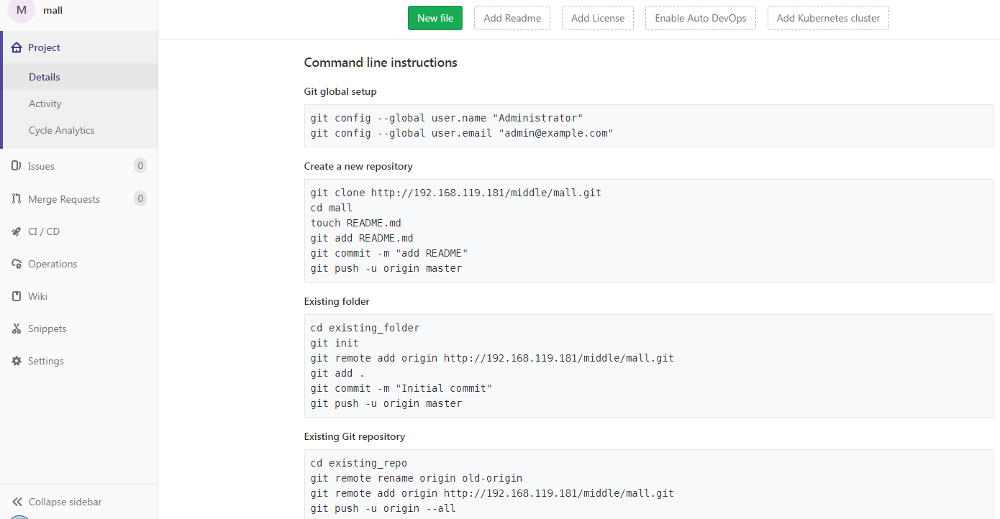 M
mall
Project
Details
Activity
Cycle Analytics
Issues
0
Merge Requests
0
CI / CD
Operations
Wiki
Snippets
Settings
Collapse sidebar
New file
Add Readme
Add License
Enable Auto DevOps
Add Kubernetes cluster
Command line instructions
Git global setup
git config --global user.name "Administrator"
git config --global user.email "admin@example.com"
Create a new repository
git clone http://192.168.119.181/middle/mall.git
cd mall
touch README.md
git add README.md
git commit -m "add README"
git push -u origin master
Existing folder
cd existing_folder
git init
git remote add origin http://192.168.119.181/middle/mall.git
git add .
git commit -m "Initial commit"
git push -u origin master
Existing Git repository
cd existing_repo
git remote rename origin old-origin
git remote add origin http://192.168.119.181/middle/mall.git
git push -u origin --all